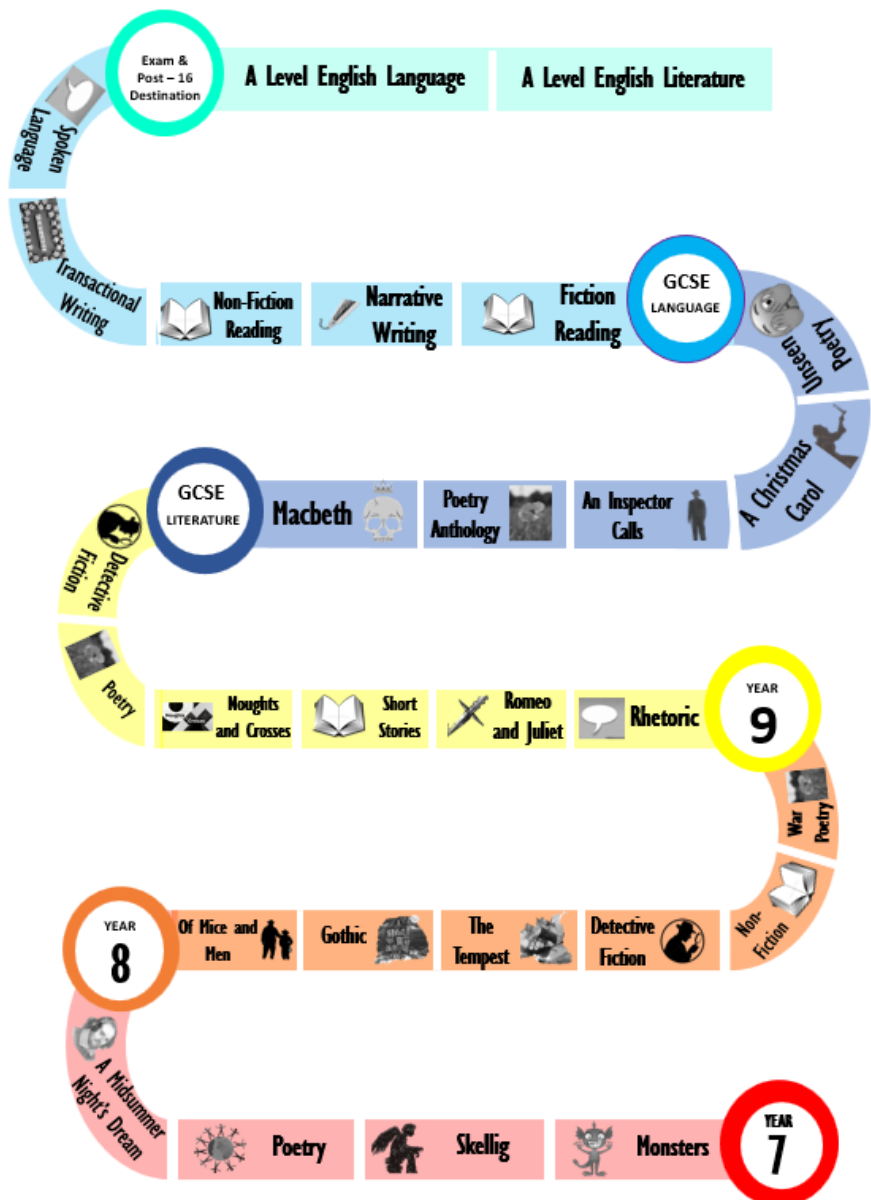 Exam &
Post – 16
Destination
A Level English Language
A Level English Literature
Spoken
Language
Transactional
Writing
Non-Fiction
Reading
Narrative
Writing
Fiction
Reading
GCSE
LANGUAGE
Unseen
Poetry
A Christmas
Carol
An Inspector
Calls
Poetry
Anthology
Macbeth
GCSE
LITERATURE
Detective
Fiction
Poetry
Noughts
and Crosses
Short
Stories
Romeo
and Juliet
Rhetoric
YEAR
9
War
Poetry
Non-
Fiction
Detective
Fiction
The
Tempest
Gothic
Of Mice and
Men
YEAR
8
A Midsummer
Night's Dream
Poetry
Skellig
Monsters
YEAR
7